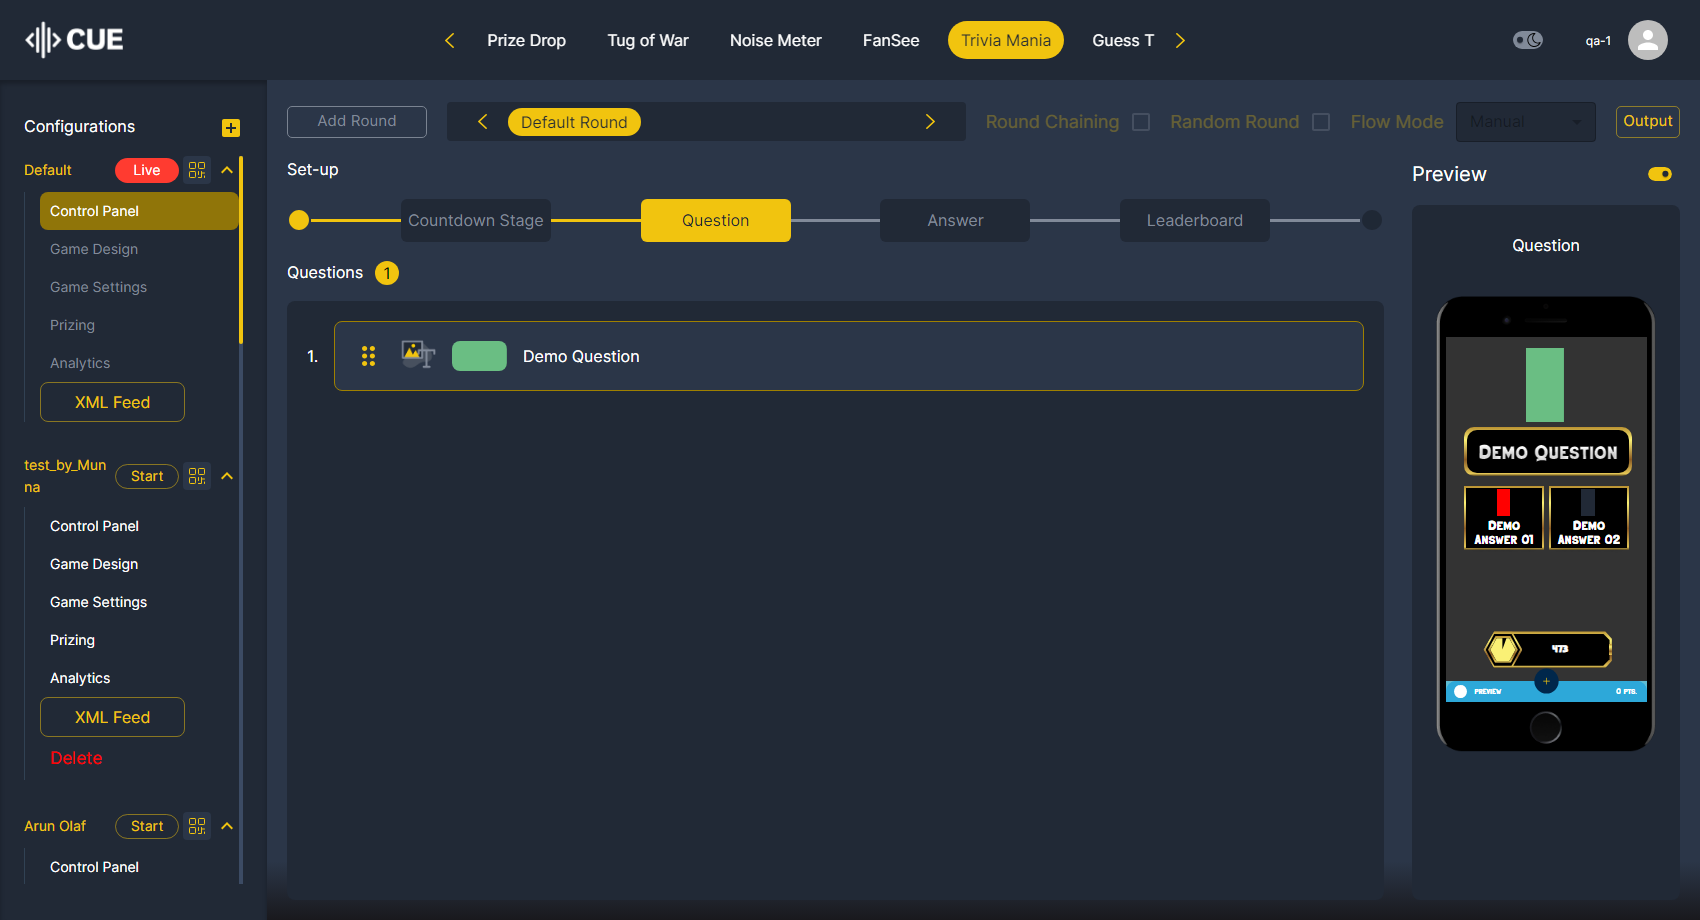 CUE
Prize Drop
Tug of War
Noise Meter
FanSee
Trivia Mania
Guess T
qa-1
Configurations
Default
Live
Control Panel
Game Design
Game Settings
Prizing
Analytics
XML Feed
test_by_Mun
na
Start
Control Panel
Game Design
Game Settings
Prizing
Analytics
XML Feed
Delete
Arun Olaf
Start
Control Panel
Add Round
Default Round
Round Chaining
Random Round
Flow Mode
Manual
Output
Set-up
Countdown Stage
Question
Answer
Leaderboard
Questions 1
1.
Demo Question
Preview
Question
DEMO QUESTION
DEMO
ANSWER 01
DEMO
ANSWER 02
473
PREVIEW
0 PTS.